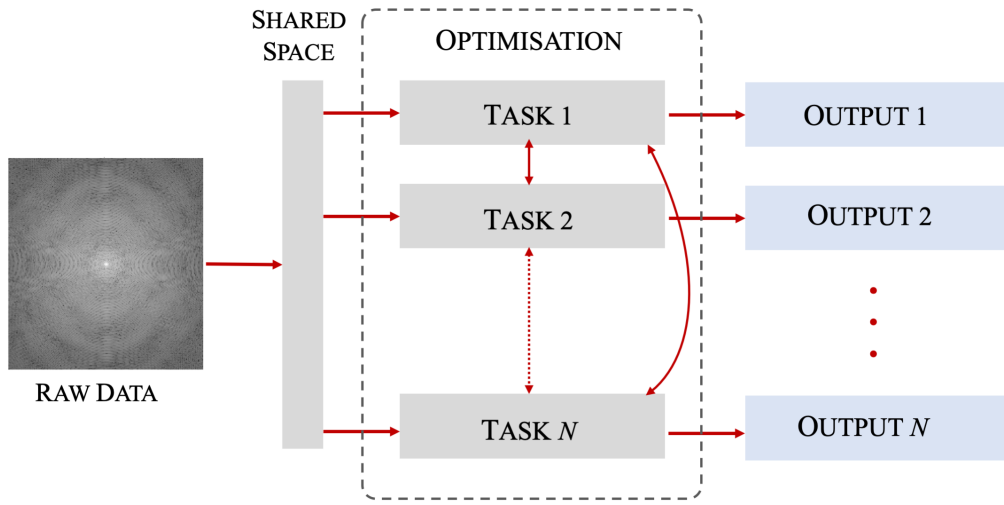 SHARED
SPACE
OPTIMISATION
TASK 1
OUTPUT 1
TASK 2
OUTPUT 2
RAW DATA
TASK N
OUTPUT N